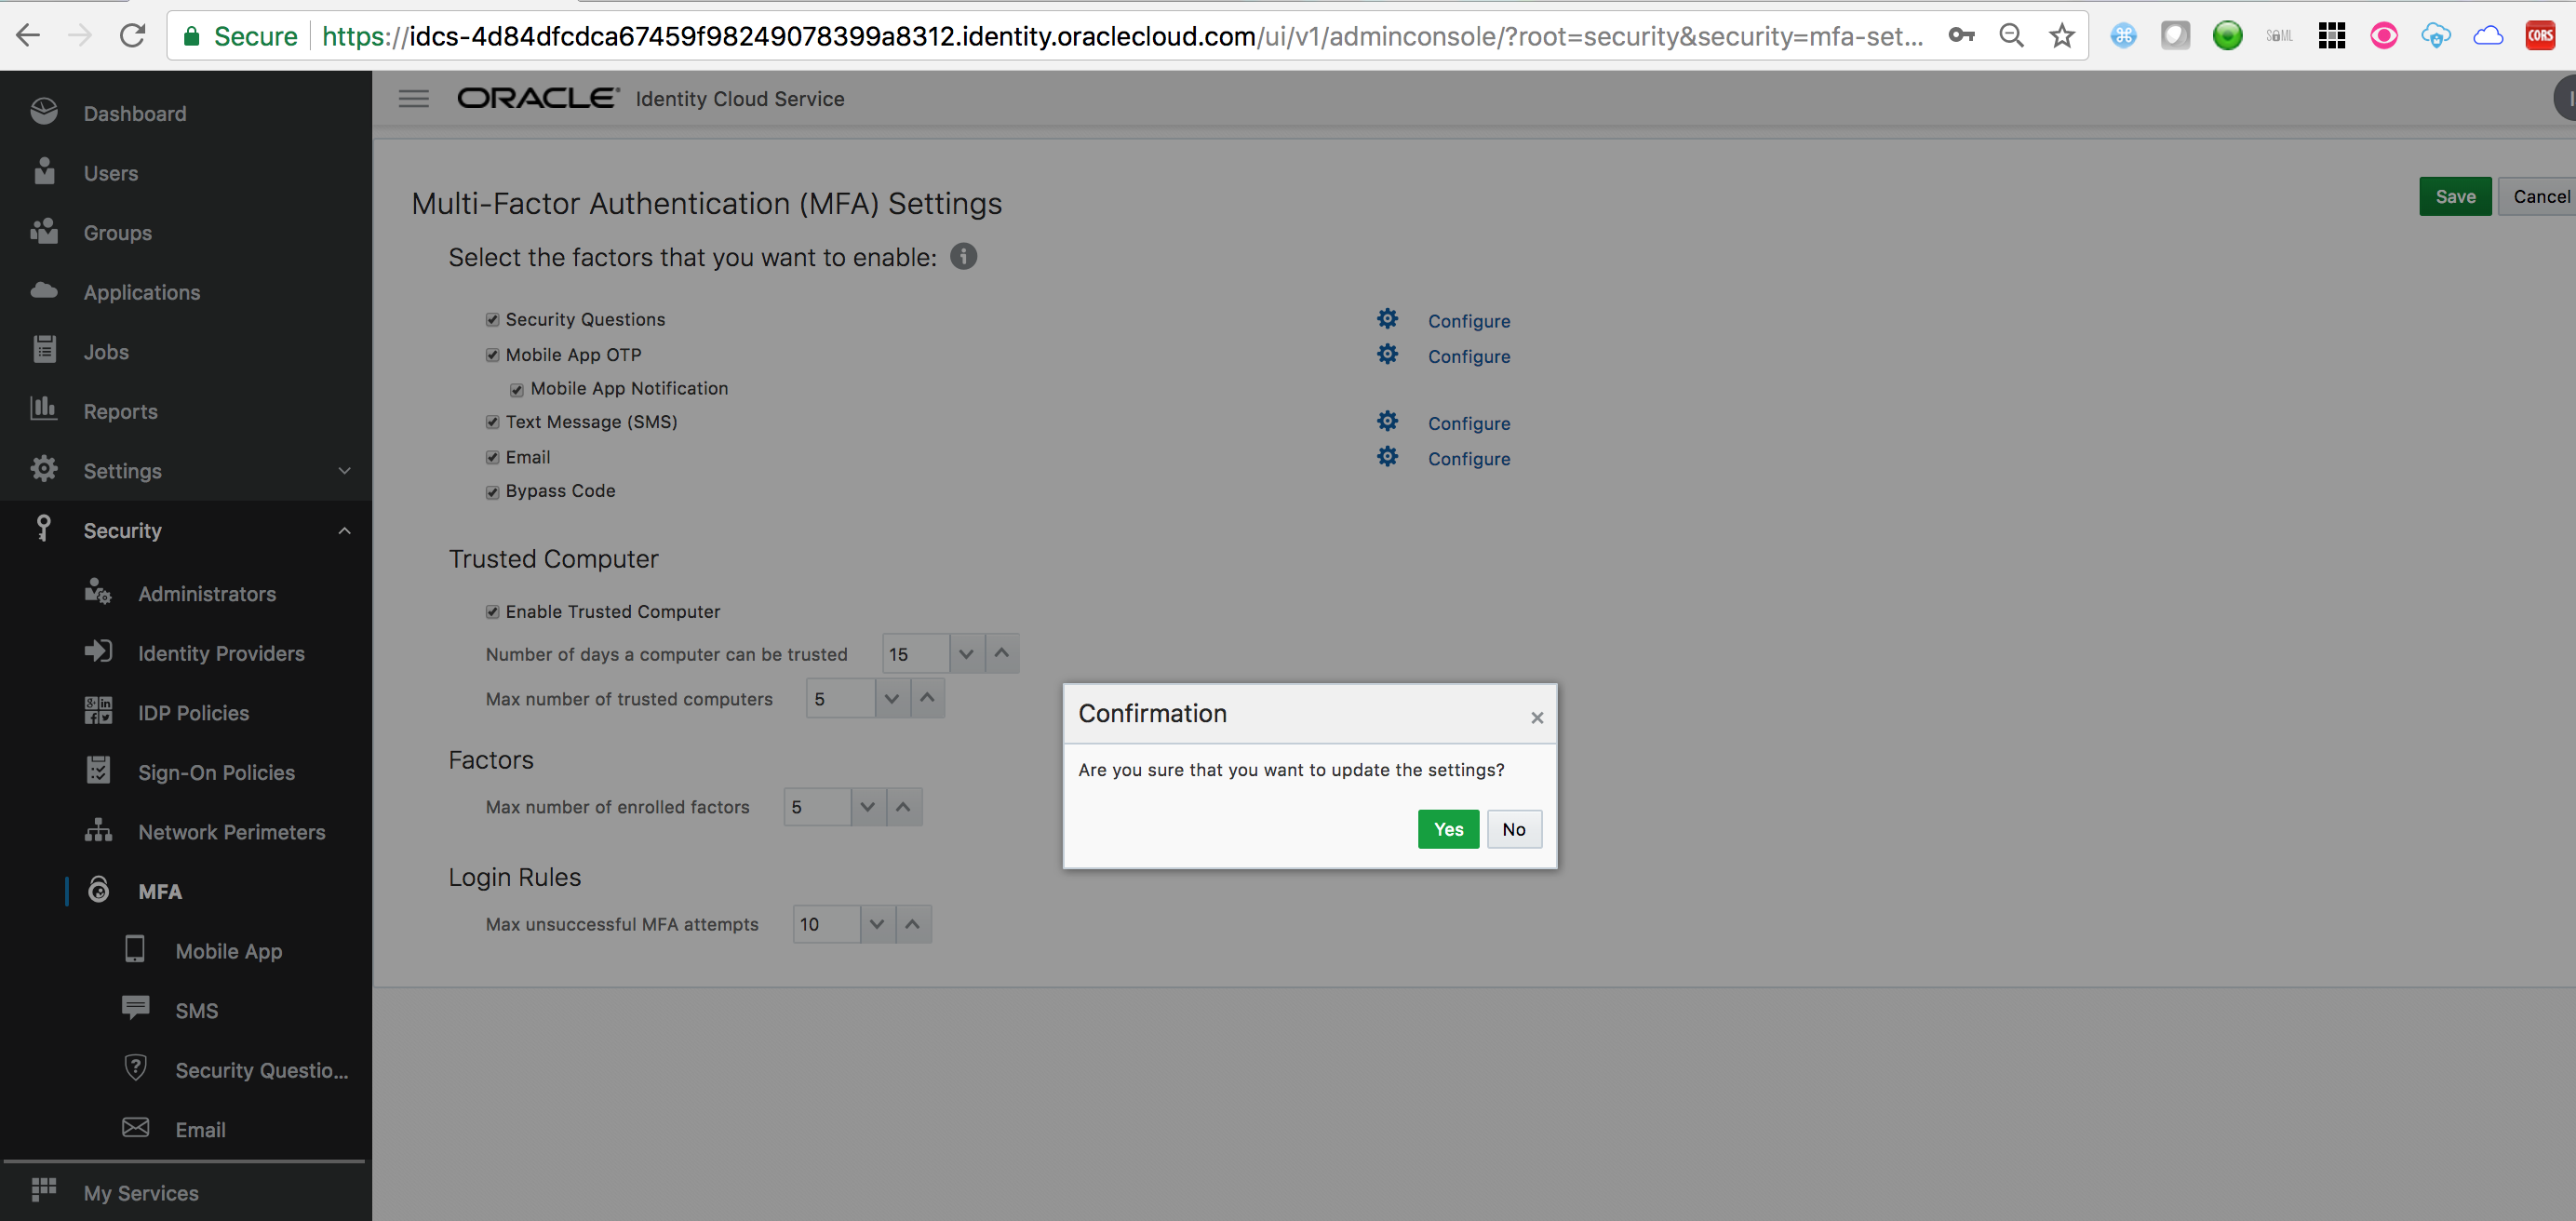 Secure https://idcs-4d84dfcdca67459f98249078399a8312.identity.oraclecloud.com/ui/v1/adminconsole/?root=security&security=mfa-set...
SAML
CORS
Dashboard
Users
Groups
Applications
Jobs
Reports
Settings
Security
Administrators
Identity Providers
IDP Policies
Sign-On Policies
Network Perimeters
MFA
Mobile App
SMS
Security Questio...
Email
My Services
ORACLE® Identity Cloud Service
Multi-Factor Authentication (MFA) Settings
Save Cancel
Select the factors that you want to enable:
Security Questions Configure
Mobile App OTP Configure
Mobile App Notification
Text Message (SMS) Configure
Email Configure
Bypass Code
Trusted Computer
Enable Trusted Computer
Number of days a computer can be trusted 15
Max number of trusted computers 5
Factors
Max number of enrolled factors 5
Login Rules
Max unsuccessful MFA attempts 10
Confirmation
Are you sure that you want to update the settings?
Yes No